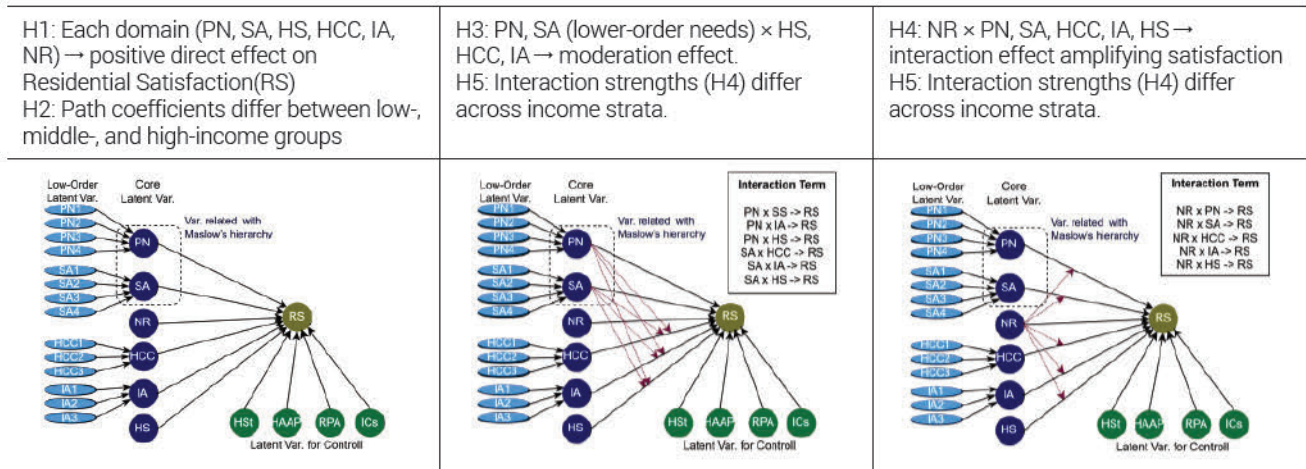 H1: Each domain (PN, SA, HS, HCC, IA,
NR) → positive direct effect on
Residential Satisfaction(RS)
H2: Path coefficients differ between low-,
middle-, and high-income groups
H3: PN, SA (lower-order needs) × HS,
HCC, IA → moderation effect.
H5: Interaction strengths (H4) differ
across income strata.
H4: NR × PN, SA, HCC, IA, HS →
interaction effect amplifying satisfaction
H5: Interaction strengths (H4) differ
across income strata.
Low-Order
Latent Var.
Core
Latent Var.
Var. related with
Maslow's hierarchy
PN1
PN2
PN3
PN4
SA1
SA2
SA3
SA4
HCC1
HCC2
HCC3
IA1
IA2
IA3
PN
SA
NR
HCC
IA
HS
RS
HSt
HAAP
RPA
ICs
Latent Var. for Controll
Low-Order
Latent Var.
Core
Latent Var.
Var. related with
Maslow's hierarchy
Interaction Term
PN x SS -> RS
PN x IA-> RS
PN x HS -> RS
SA x HCC -> RS
SA x IA-> RS
SA x HS -> RS
PN1
PN2
PN3
PN4
SA1
SA2
SA3
SA4
HCC1
HCC2
HCC3
IA1
IA2
IA3
PN
SA
NR
HCC
IA
HS
RS
HSt
HAAP
RPA
ICs
Latent Var. for Controll
Low-Order
Latent Var.
Core
Latent Var.
Var. related with
Maslow's hierarchy
Interaction Term
NR x PN -> RS
NR x SA -> RS
NR x HCC -> RS
NR x IA-> RS
NR x HS -> RS
PN1
PN2
PN3
PN4
SA1
SA2
SA3
SA4
HCC1
HCC2
HCC3
IA1
IA2
IA3
PN
SA
NR
HCC
IA
HS
RS
HSt
HAAP
RPA
ICs
Latent Var. for Controll